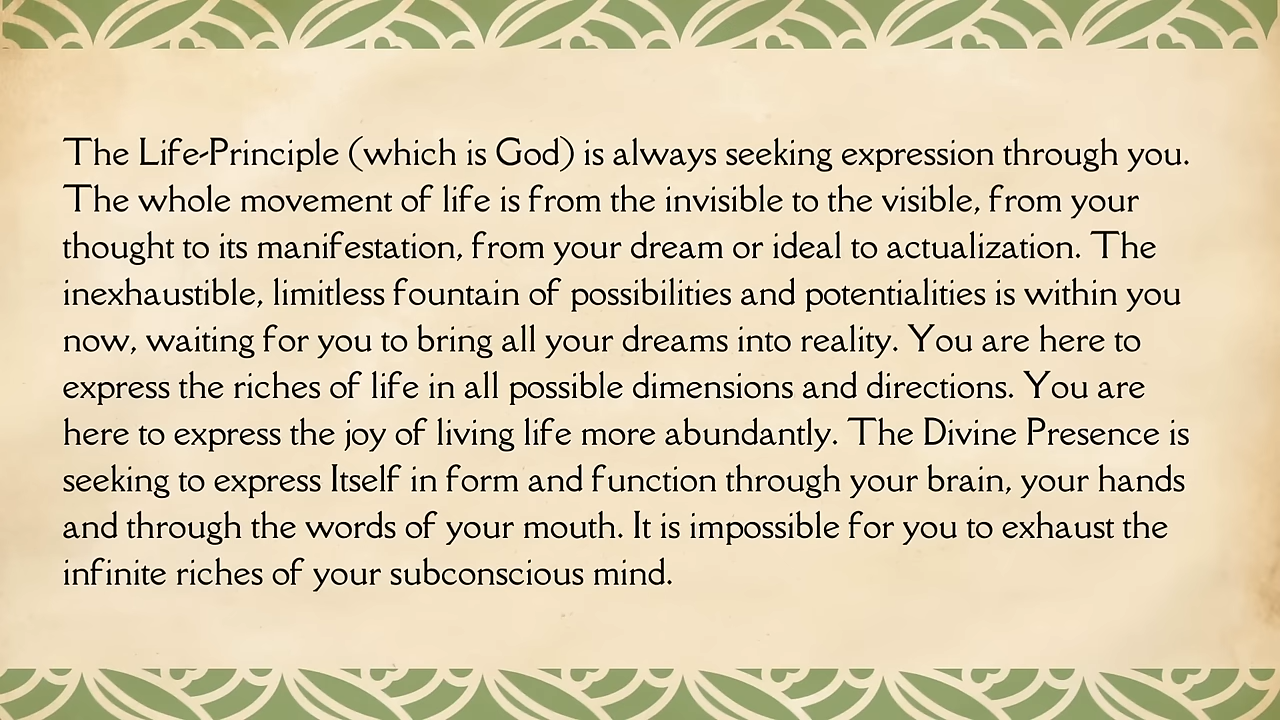 The Life-Principle (which is God) is always seeking expression through you.
The whole movement of life is from the invisible to the visible, from your
thought to its manifestation, from your dream or ideal to actualization. The
inexhaustible, limitless fountain of possibilities and potentialities is within you
now, waiting for you to bring all your dreams into reality. You are here to
express the riches of life in all possible dimensions and directions. You are
here to express the joy of living life more abundantly. The Divine Presence is
seeking to express Itself in form and function through your brain, your hands
and through the words of your mouth. It is impossible for you to exhaust the
infinite riches of your subconscious mind.